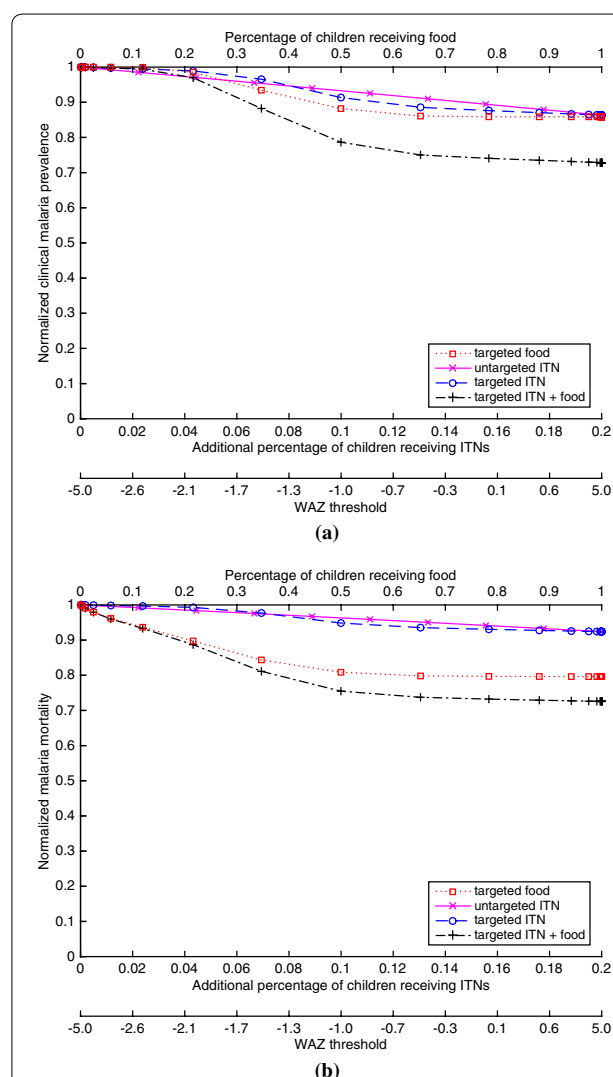 Percentage of children receiving food
0 0.1 0.2 0.3 0.4 0.5 0.6 0.7 0.8 0.9 1
1
0.9
0.8
0.7
0.6
0.5
0.4
0.3
0.2
0.1
0
Normalized clinical malaria prevalence
targeted food
untargeted ITN
targeted ITN
targeted ITN + food
0 0.02 0.04 0.06 0.08 0.1 0.12 0.14 0.16 0.18 0.2
Additional percentage of children receiving ITNs
-5.0 -2.6 -2.1 -1.7 -1.3 -1.0 -0.7 -0.3 0.1 0.6 5.0
WAZ threshold
(a)
Percentage of children receiving food
0 0.1 0.2 0.3 0.4 0.5 0.6 0.7 0.8 0.9 1
1
0.9
0.8
0.7
0.6
0.5
0.4
0.3
0.2
0.1
0
Normalized malaria mortality
targeted food
untargeted ITN
targeted ITN
targeted ITN + food
0 0.02 0.04 0.06 0.08 0.1 0.12 0.14 0.16 0.18 0.2
Additional percentage of children receiving ITNs
-5.0 -2.6 -2.1 -1.7 -1.3 -1.0 -0.7 -0.3 0.1 0.6 5.0
WAZ threshold
(b)